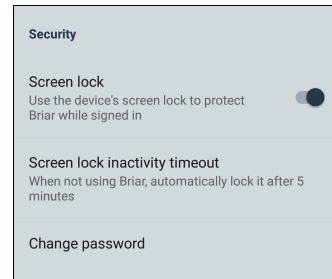 Security
Screen lock
Use the device's screen lock to protect
Briar while signed in
Screen lock inactivity timeout
When not using Briar, automatically lock it after 5
minutes
Change password